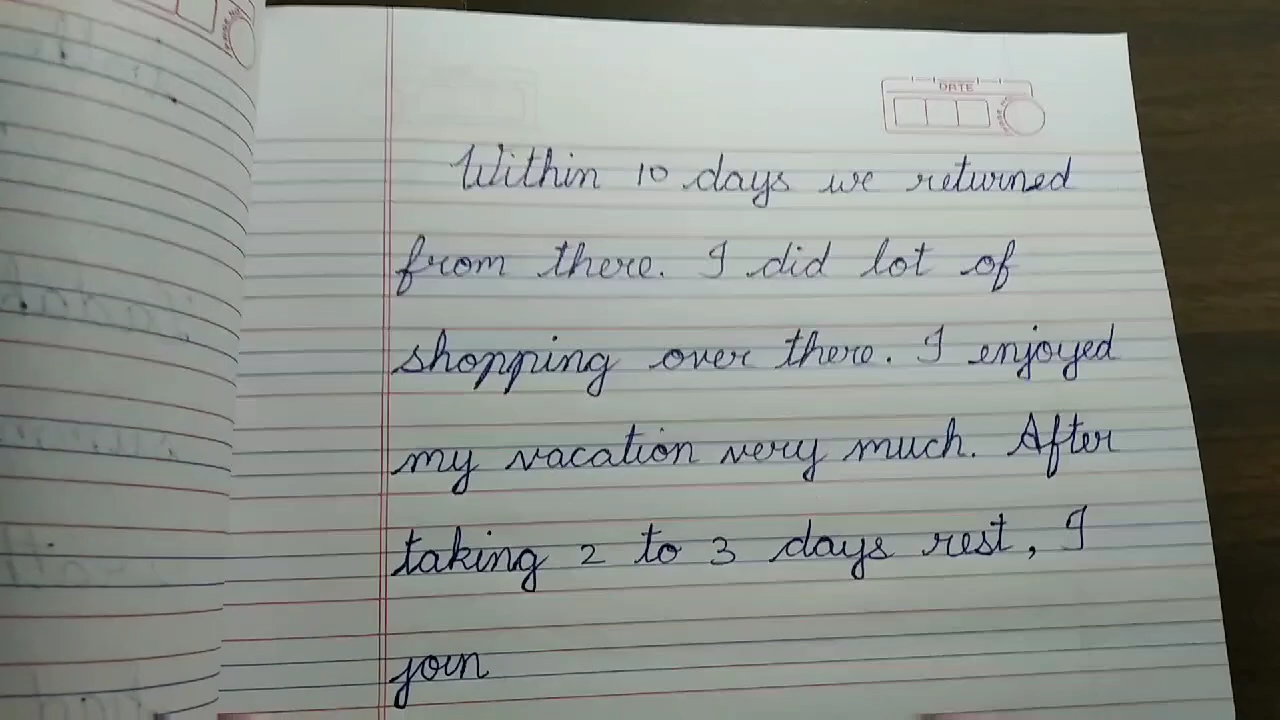 DATE
Within 10 days we returned
from there. I did lot of
shopping over there. I enjoyed
my vacation very much. After
taking 2 to 3 days rest, I
join